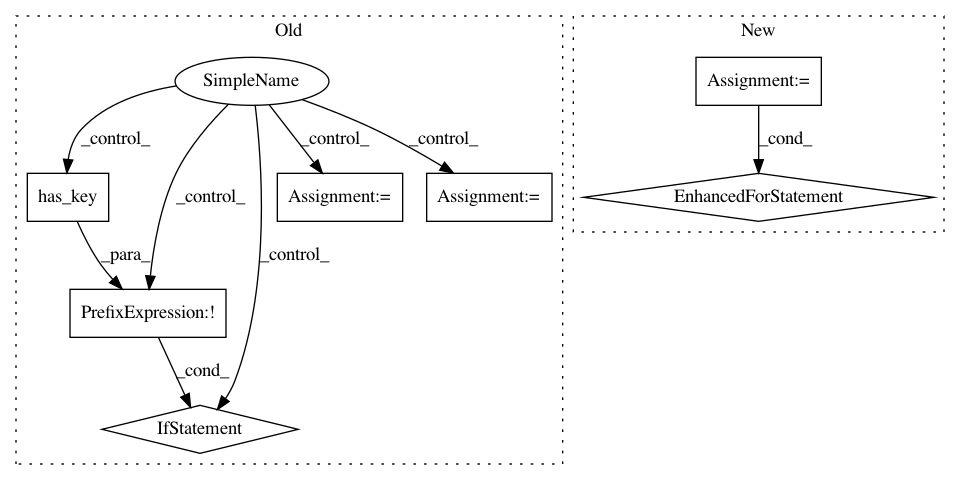 Old
New
SimpleName
Assignment:=
_control_
_control_
_control_
_cond_
has_key
_control_
Assignment:=
Assignment:=
EnhancedForStatement
_para_
_control_
PrefixExpression:!
_cond_
IfStatement